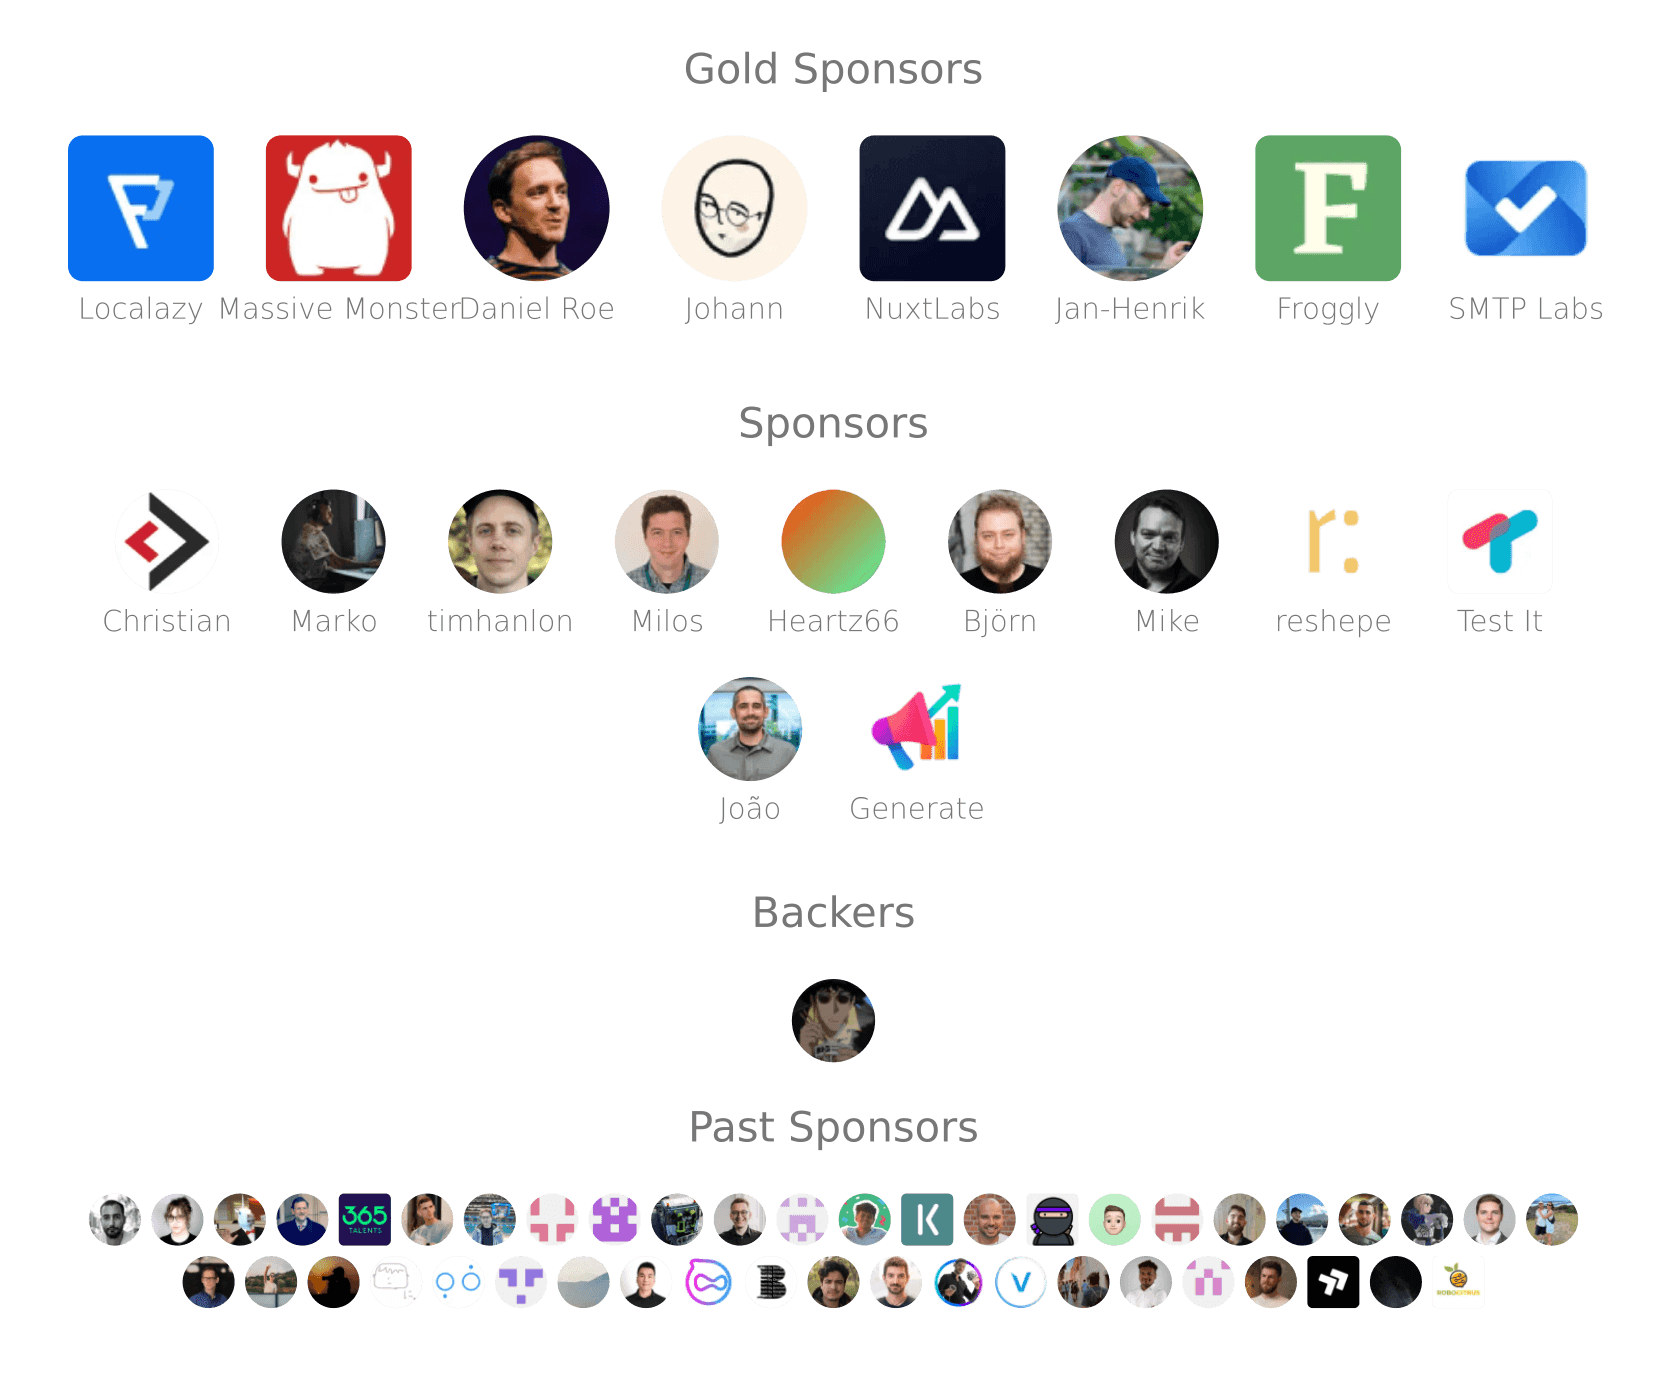 Gold Sponsors
F
Localazy Massive Monster Daniel Roe Johann NuxtLabs Jan-Henrik Froggly SMTP Labs
Sponsors
r:
Christian Marko timhanlon Milos Heartz66 Björn Mike reshepe Test It
João Generate
Backers
Past Sponsors
365 K
TALENTS
B V
ROBOCITRUS